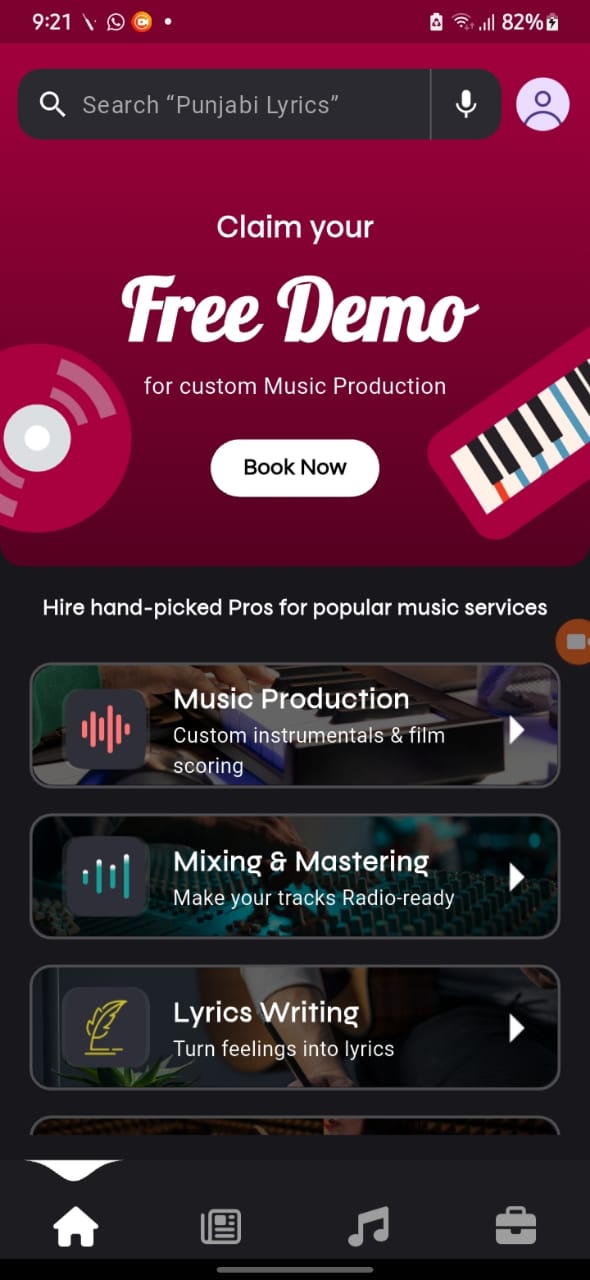 9:21
82%
Search “Punjabi Lyrics”
Claim your
Free Demo
for custom Music Production
Book Now
Hire hand-picked Pros for popular music services
Music Production
Custom instrumentals & film
scoring
Mixing & Mastering
Make your tracks Radio-ready
Lyrics Writing
Turn feelings into lyrics